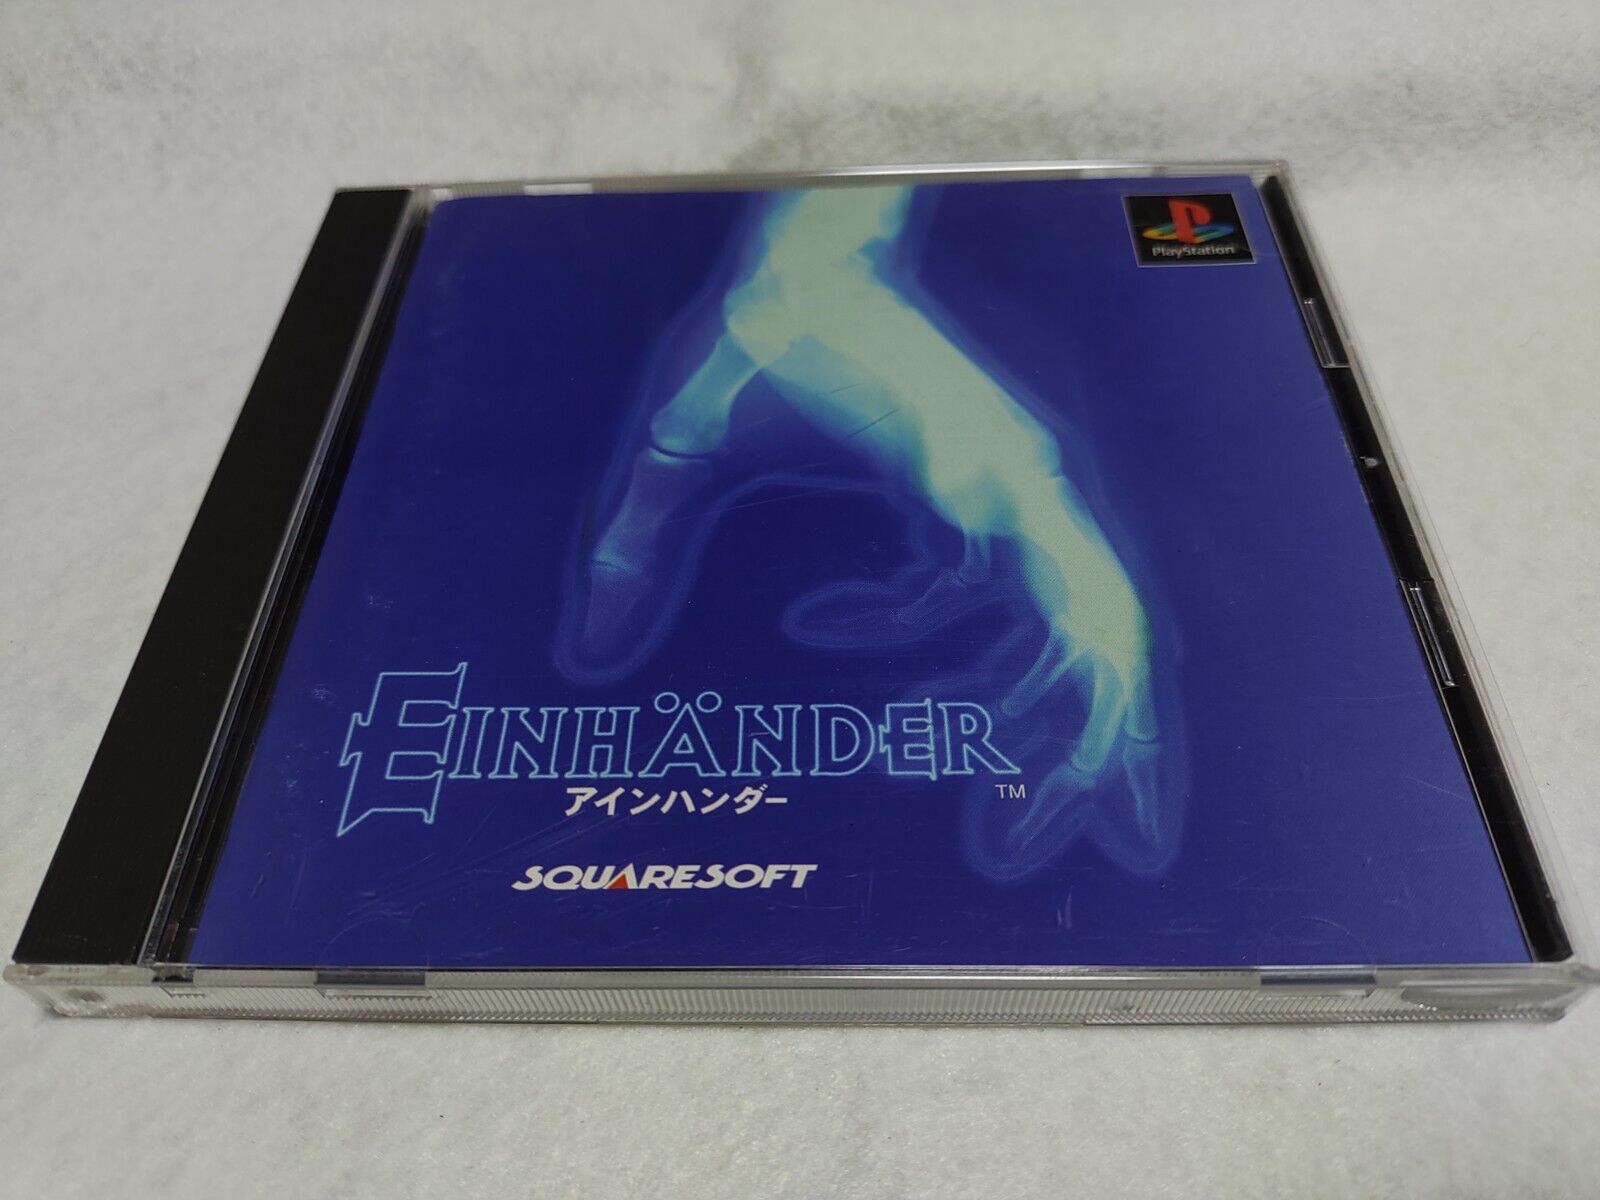 PlayStation
EINHÄNDER
TM
アインハンダー
SQUARESOFT